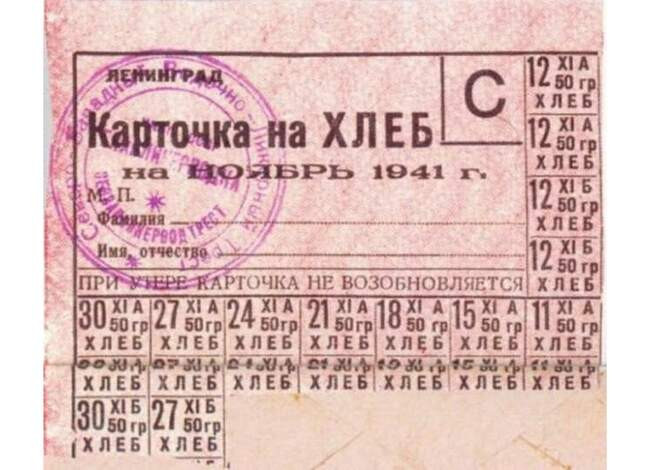 ЛЕНИНГРАД
С
Карточка на ХЛЕБ
на НОЯБРЬ 1941 г.
М. П.
Фамилия
Имя, отчество
ПРИ УТЕРЕ КАРТОЧКА НЕ ВОЗОБНОВЛЯЕТСЯ
12 XI А 50 гр ХЛЕБ
12 XI А 50 гр ХЛЕБ
12 XI Б 50 гр ХЛЕБ
12 XI Б 50 гр ХЛЕБ
30 XI А 50 гр ХЛЕБ
27 XI А 50 гр ХЛЕБ
24 XI А 50 гр ХЛЕБ
21 XI А 50 гр ХЛЕБ
18 XI А 50 гр ХЛЕБ
15 XI А 50 гр ХЛЕБ
11 XI А 50 гр ХЛЕБ
ХЛЕБ ХЛЕБ ХЛЕБ ХЛЕБ ХЛЕБ ХЛЕБ ХЛЕБ
30 XI Б 50 гр ХЛЕБ
27 XI Б 50 гр ХЛЕБ